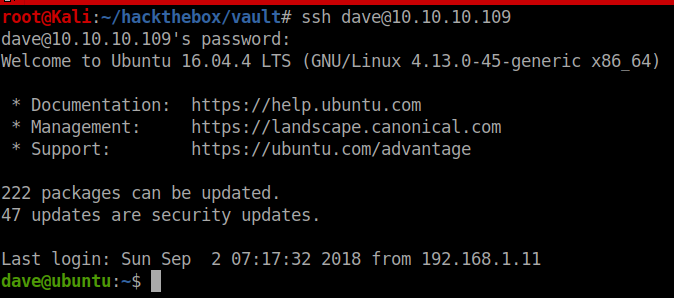 root@Kali:~/hackthebox/vault# ssh dave@10.10.10.109
dave@10.10.10.109's password:
Welcome to Ubuntu 16.04.4 LTS (GNU/Linux 4.13.0-45-generic x86_64)
* Documentation:  https://help.ubuntu.com
* Management:     https://landscape.canonical.com
* Support:        https://ubuntu.com/advantage
222 packages can be updated.
47 updates are security updates.
Last login: Sun Sep  2 07:17:32 2018 from 192.168.1.11
dave@ubuntu:~$